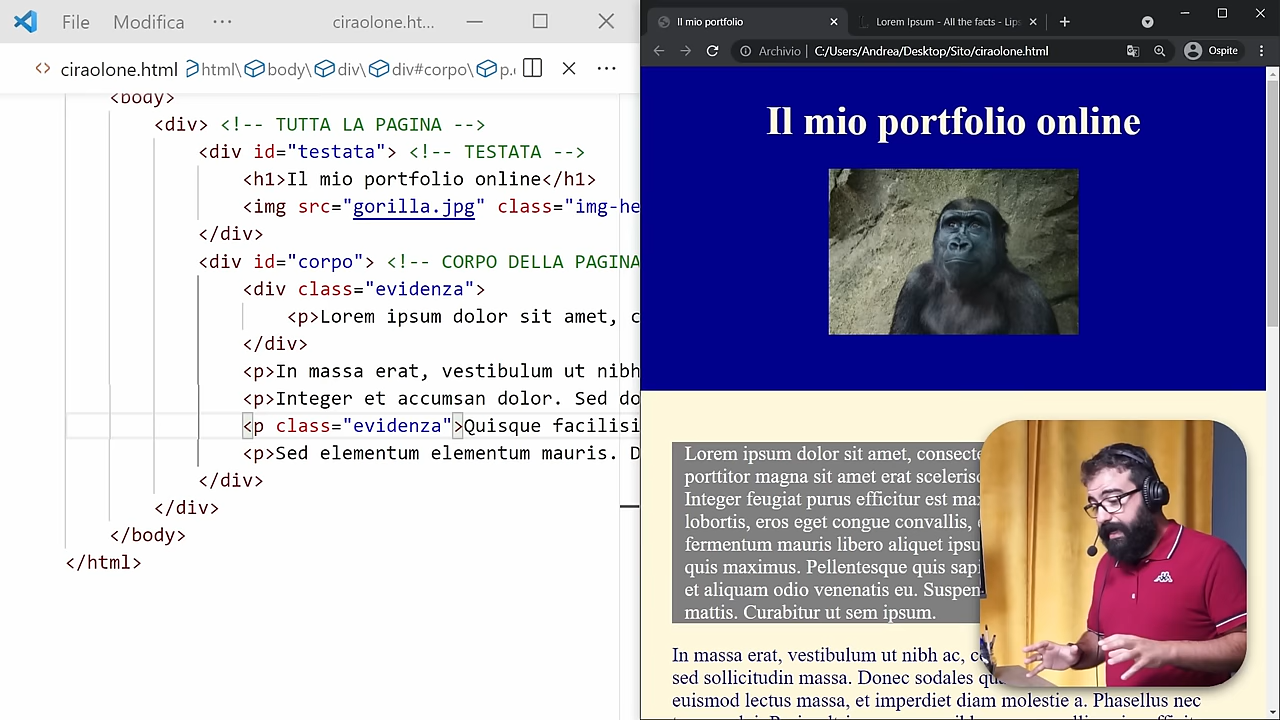 File Modifica ··· ciraolone.ht...
ciraolone.html html\ body\ div\ div#corpo\ p.
<body>
<div> <!-- TUTTA LA PAGINA -->
<div id="testata"> <!-- TESTATA -->
<h1>Il mio portfolio online</h1>
<img src="gorilla.jpg" class="img-he
</div>
<div id="corpo"> <!-- CORPO DELLA PAGINA
<div class="evidenza">
<p>Lorem ipsum dolor sit amet, c
</div>
<p>In massa erat, vestibulum ut nibh
<p>Integer et accumsan dolor. Sed do
<p class="evidenza">Quisque facilisi
<p>Sed elementum elementum mauris. D
</div>
</div>
</body>
</html>
Il mio portfolio
Lorem Ipsum - All the facts - Lip
Archivio | C:/Users/Andrea/Desktop/Sito/ciraolone.html
Ospite
Il mio portfolio online
Lorem ipsum dolor sit amet, consecte
porttitor magna sit amet erat scelerisc
Integer feugiat purus efficitur est max
lobortis, eros eget congue convallis,
fermentum mauris libero aliquet ipsu
quis maximus. Pellentesque quis sapi
et aliquam odio venenatis eu. Suspen
mattis. Curabitur ut sem ipsum.
In massa erat, vestibulum ut nibh ac, c
sed sollicitudin massa. Donec sodales qu
euismod lectus massa, et imperdiet diam molestie a. Phasellus nec